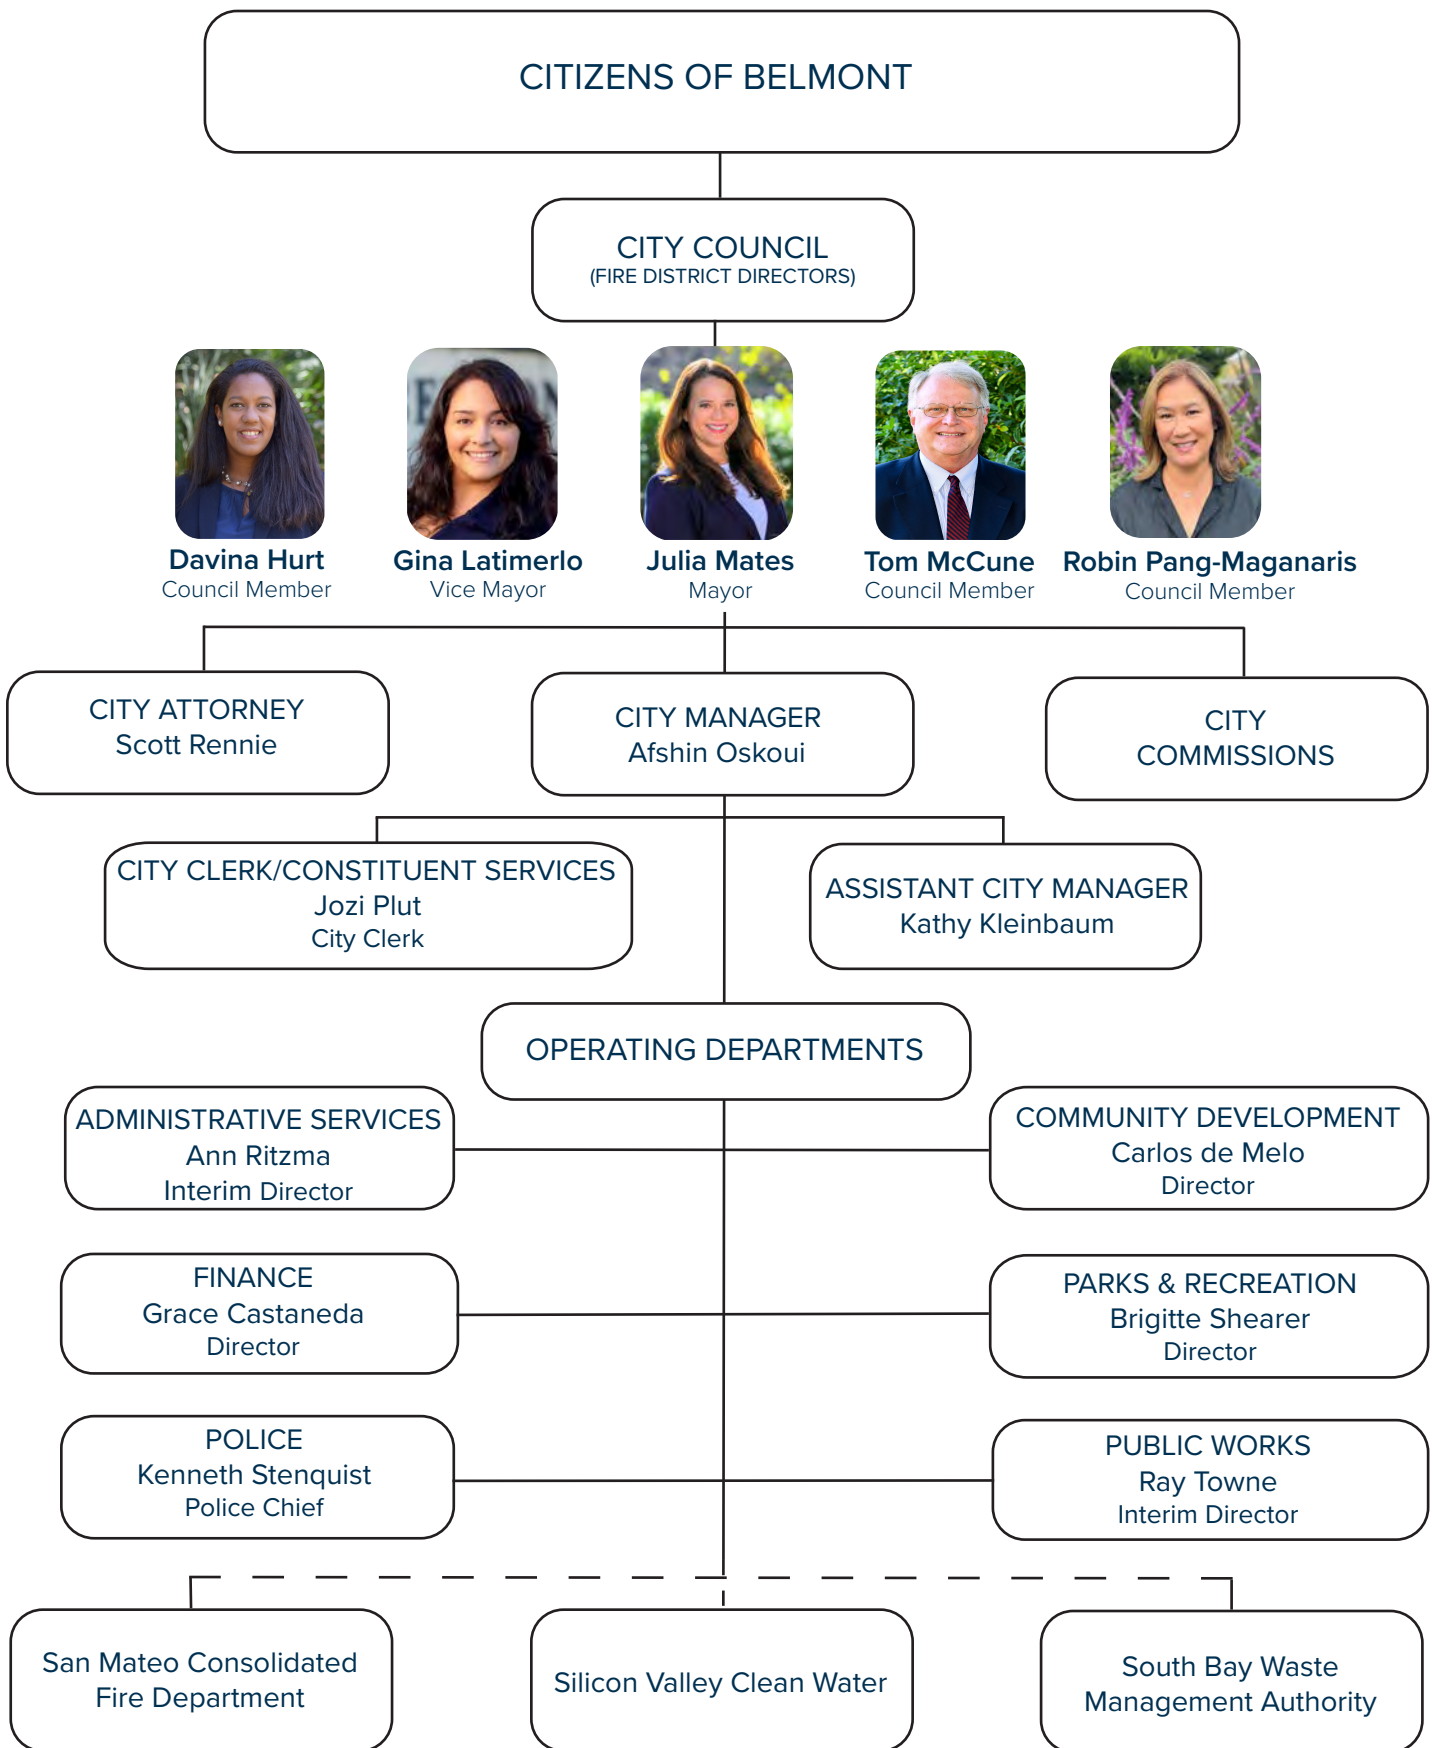 CITIZENS OF BELMONT
CITY COUNCIL
(FIRE DISTRICT DIRECTORS)
Davina Hurt
Council Member
Gina Latimerlo
Vice Mayor
Julia Mates
Mayor
Tom McCune
Council Member
Robin Pang-Maganaris
Council Member
CITY ATTORNEY
Scott Rennie
CITY MANAGER
Afshin Oskoui
CITY
COMMISSIONS
CITY CLERK/CONSTITUENT SERVICES
Jozi Plut
City Clerk
ASSISTANT CITY MANAGER
Kathy Kleinbaum
OPERATING DEPARTMENTS
ADMINISTRATIVE SERVICES
Ann Ritzma
Interim Director
COMMUNITY DEVELOPMENT
Carlos de Melo
Director
FINANCE
Grace Castaneda
Director
PARKS & RECREATION
Brigitte Shearer
Director
POLICE
Kenneth Stenquist
Police Chief
PUBLIC WORKS
Ray Towne
Interim Director
San Mateo Consolidated
Fire Department
Silicon Valley Clean Water
South Bay Waste
Management Authority